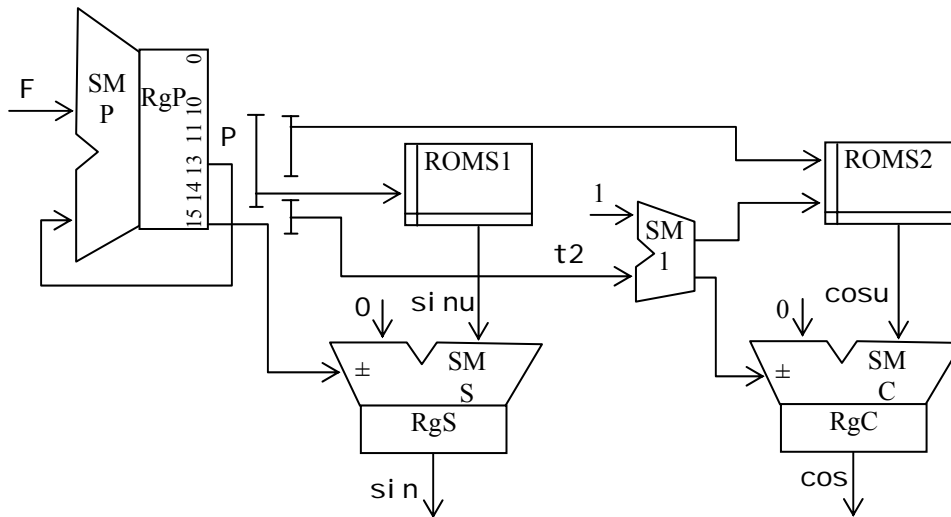 F
SM
P
RgP
0
10
11
13
14
15
P
ROMS1
ROMS2
1
SM
1
t2
sinu
cosu
0
0
±
SM
S
±
SM
C
RgS
RgC
sin
cos